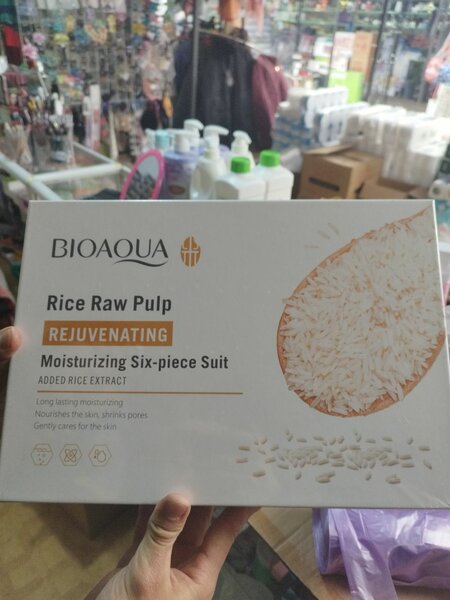 BIOAQUA
Rice Raw Pulp
REJUVENATING
Moisturizing Six-piece Suit
ADDED RICE EXTRACT
Long lasting moisturizing
Nourishes the skin, shrinks pores
Gently cares for the skin